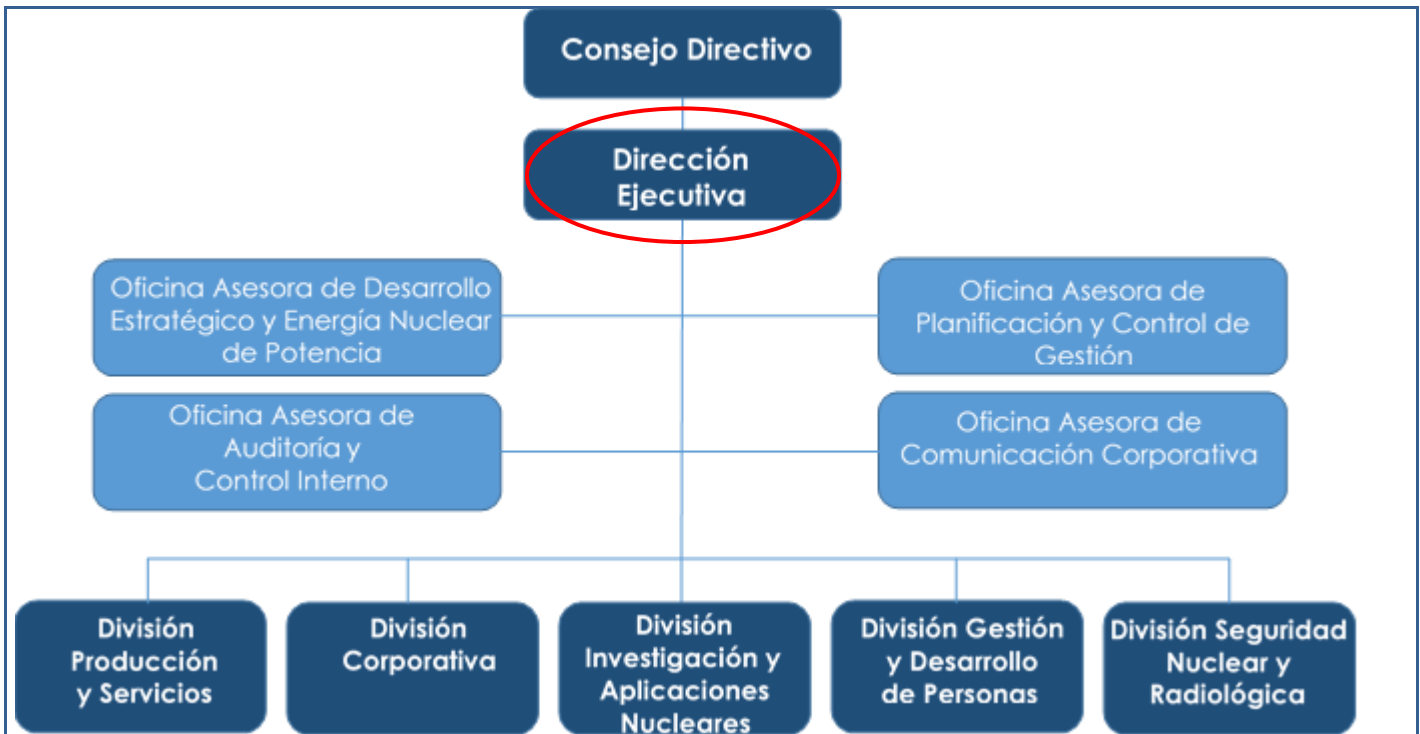 Consejo Directivo
Dirección
Ejecutiva
Oficina Asesora de Desarrollo
Estratégico y Energía Nuclear
de Potencia
Oficina Asesora de
Planificación y Control de
Gestión
Oficina Asesora de
Auditoría y
Control Interno
Oficina Asesora de
Comunicación Corporativa
División
Producción
y Servicios
División
Corporativa
División
Investigación y
Aplicaciones
Nucleares
División Gestión
y Desarrollo
de Personas
División Seguridad
Nuclear y
Radiológica